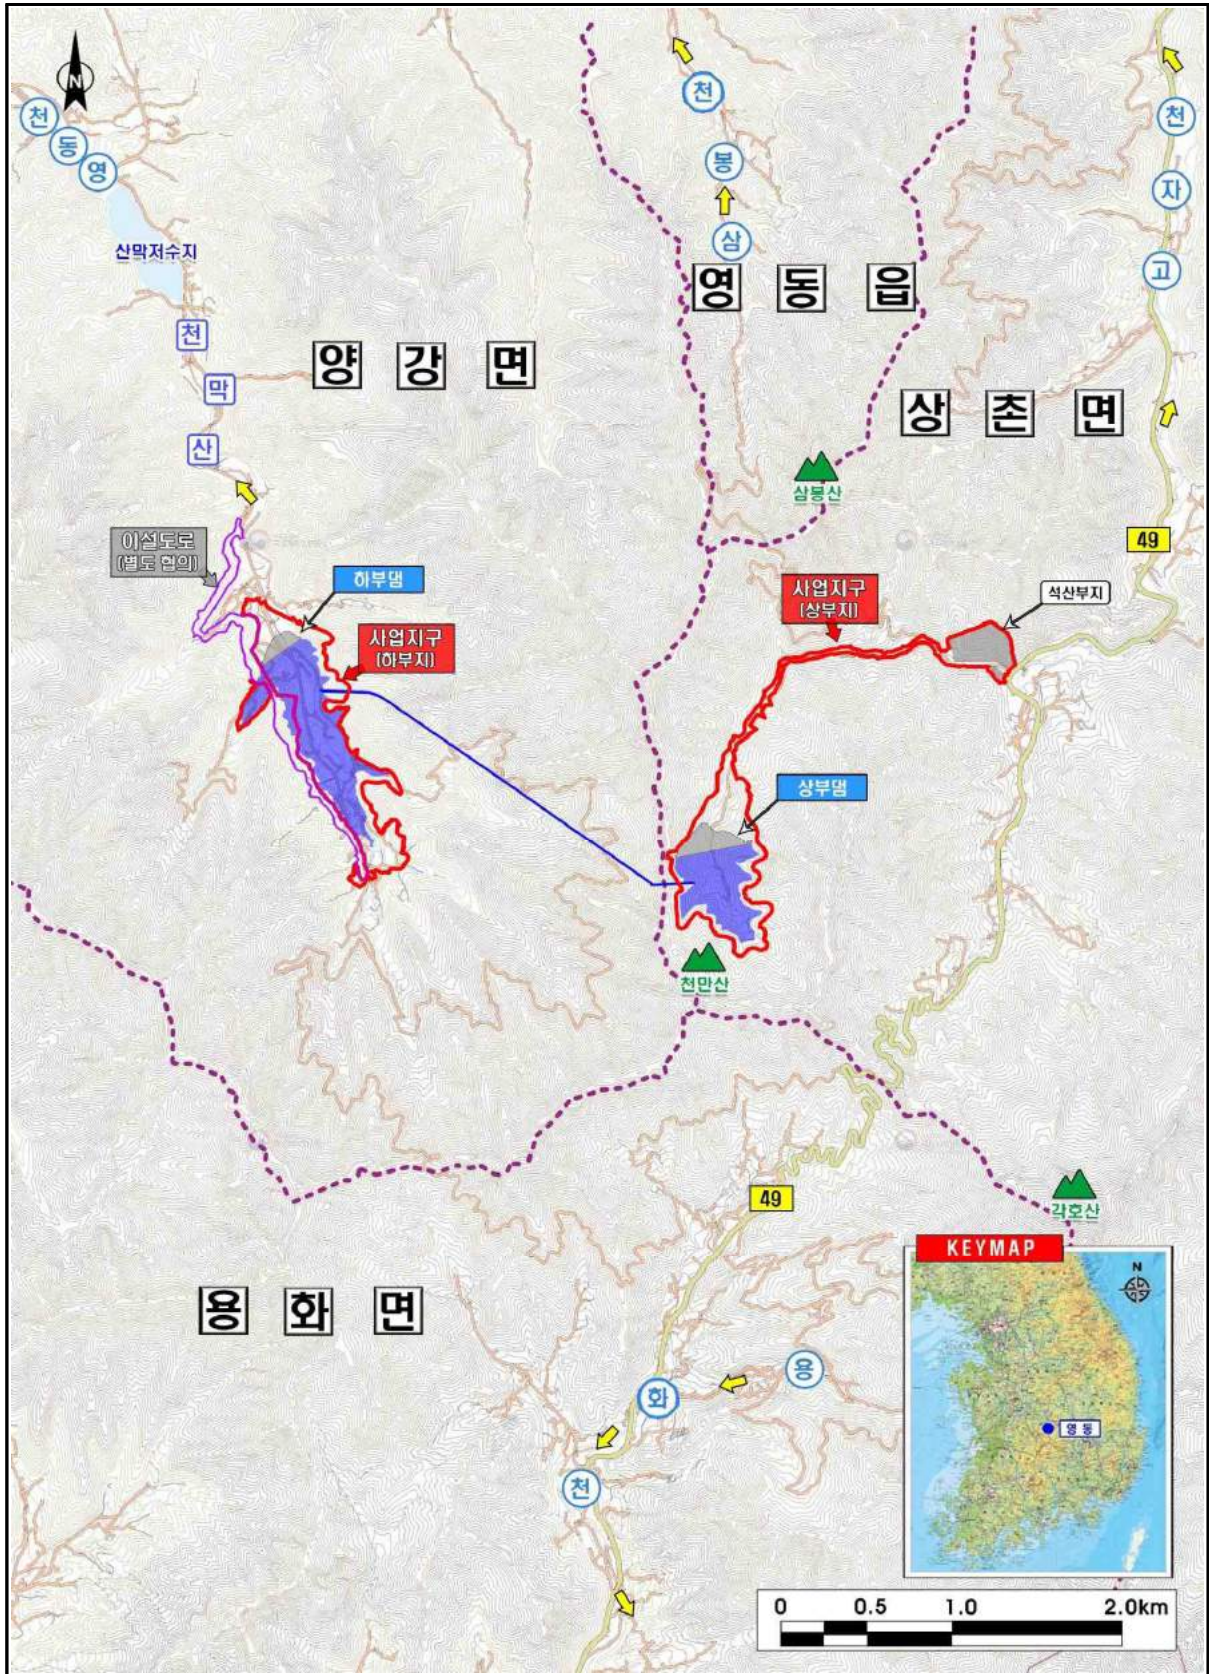 N
천
동
영
산막저수지
천
막
산
천
봉
삼
천
자
고
영 동 읍
양 강 면
상 촌 면
삼봉산
49
이설도로
(별도 협의)
하부댐
사업지구
(하부지)
사업지구
(상부지)
석산부지
상부댐
천만산
49
각호산
용 화 면
용
화
천
KEYMAP
N
영 동
0 0.5 1.0 2.0km